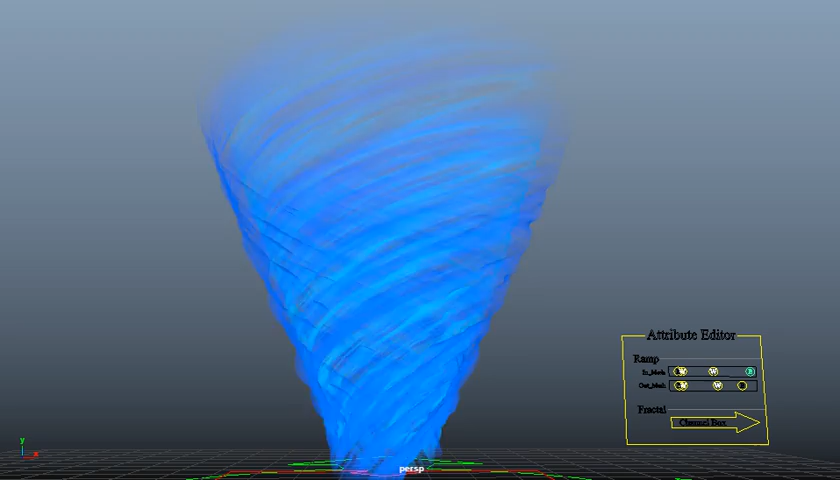 Attribute Editor
Ramp
In_Mesh
W W B
Out_Mesh
W W
Fractal
Channel Box
y
x
persp